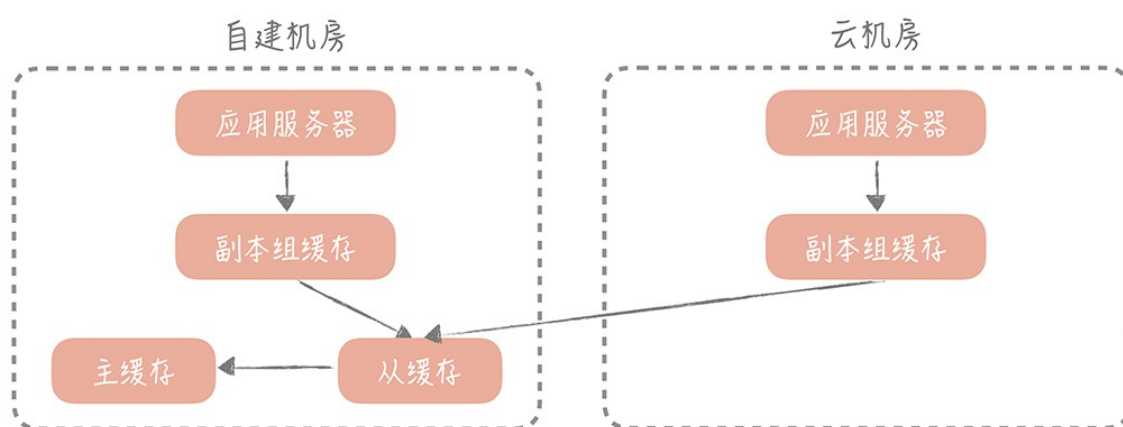 自建机房
云机房
应用服务器
应用服务器
副本组缓存
副本组缓存
主缓存
从缓存